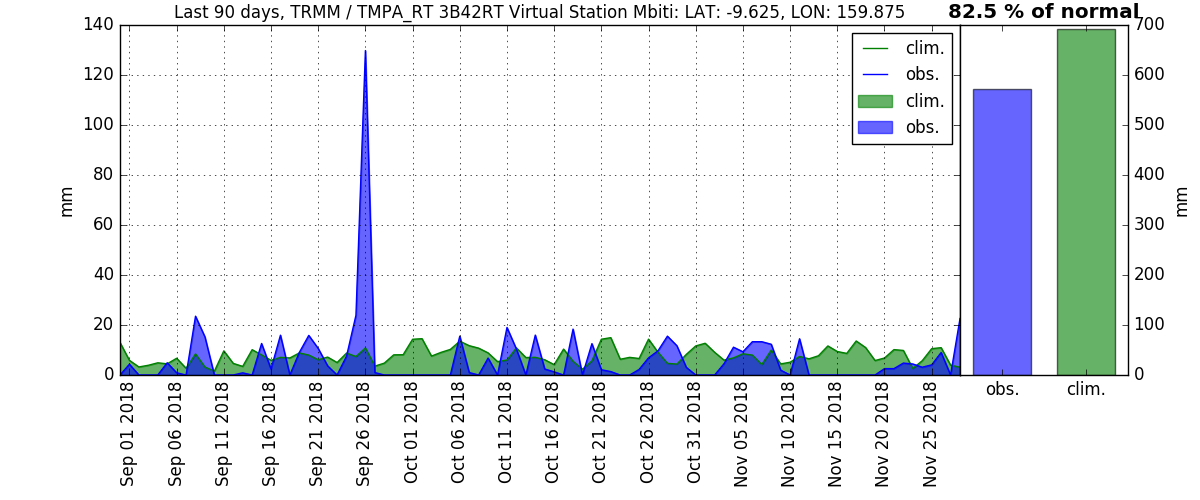 Last 90 days, TRMM / TMPA_RT 3B42RT Virtual Station Mbiti: LAT: -9.625, LON: 159.875
82.5 % of normal
140
120
100
80
60
40
20
0
mm
clim.
obs.
clim.
obs.
Sep 01 2018
Sep 06 2018
Sep 11 2018
Sep 16 2018
Sep 21 2018
Sep 26 2018
Oct 01 2018
Oct 06 2018
Oct 11 2018
Oct 16 2018
Oct 21 2018
Oct 26 2018
Oct 31 2018
Nov 05 2018
Nov 10 2018
Nov 15 2018
Nov 20 2018
Nov 25 2018
700
600
500
400
300
200
100
0
mm
obs.
clim.